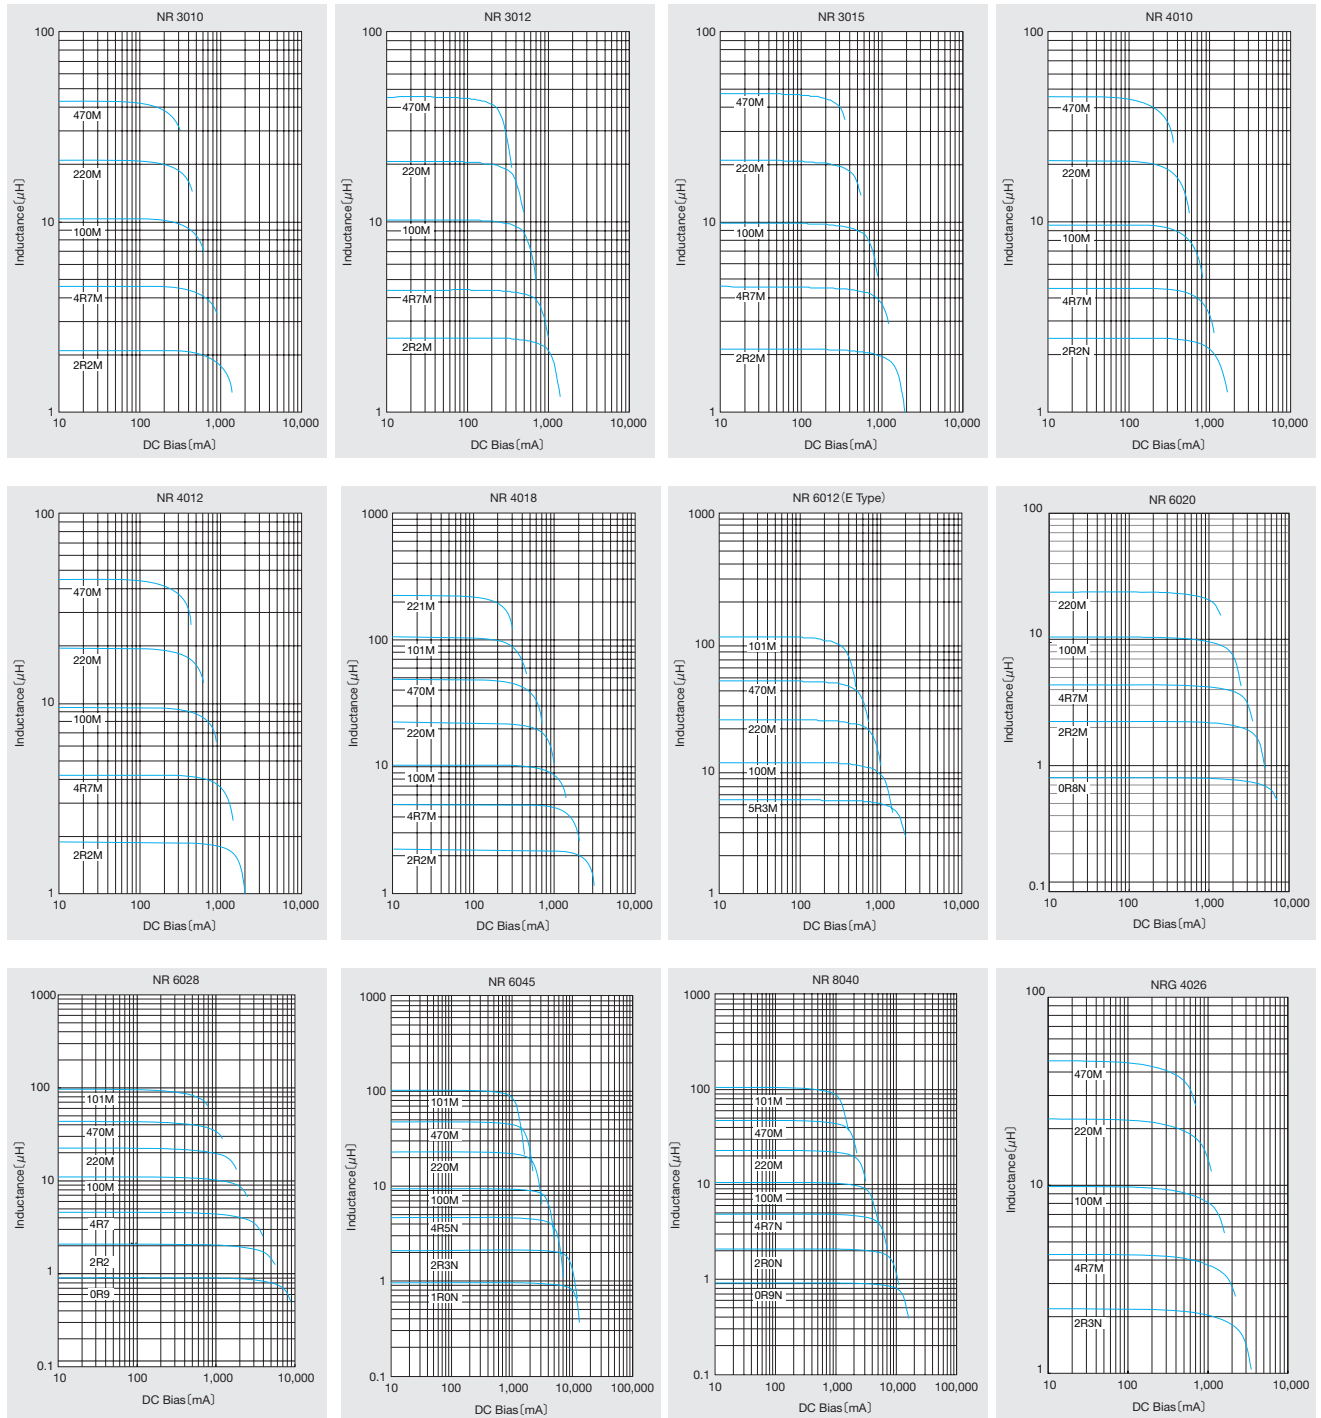 NR 3010
100
10
1
Inductance〔μH〕
470M
220M
100M
4R7M
2R2M
10
100
1,000
10,000
DC Bias〔mA〕
NR 3012
100
10
1
Inductance〔μH〕
470M
220M
100M
4R7M
2R2M
10
100
1,000
10,000
DC Bias〔mA〕
NR 3015
100
10
1
Inductance〔μH〕
470M
220M
100M
4R7M
2R2M
10
100
1,000
10,000
DC Bias〔mA〕
NR 4010
100
10
1
Inductance〔μH〕
470M
220M
100M
4R7M
2R2N
10
100
1,000
10,000
DC Bias〔mA〕
NR 4012
100
10
1
Inductance〔μH〕
470M
220M
100M
4R7M
2R2M
10
100
1,000
10,000
DC Bias〔mA〕
NR 4018
1000
100
10
1
Inductance〔μH〕
221M
101M
470M
220M
100M
4R7M
2R2M
10
100
1,000
10,000
DC Bias〔mA〕
NR 6012（E Type）
1000
100
10
1
Inductance〔μH〕
101M
470M
220M
100M
5R3M
10
100
1,000
10,000
DC Bias〔mA〕
NR 6020
100
10
1
0.1
Inductance〔μH〕
220M
100M
4R7M
2R2M
0R8N
10
100
1,000
10,000
DC Bias〔mA〕
NR 6028
1000
100
10
1
0.1
Inductance〔μH〕
101M
470M
220M
100M
4R7
2R2
0R9
10
100
1,000
10,000
DC Bias〔mA〕
NR 6045
1000
100
10
1
0.1
Inductance〔μH〕
101M
470M
220M
100M
4R5N
2R3N
1R0N
10
100
1,000
10,000
100,000
DC Bias〔mA〕
NR 8040
1000
100
10
1
0.1
Inductance〔μH〕
101M
470M
220M
100M
4R7N
2R0N
0R9N
10
100
1,000
10,000
100,000
DC Bias〔mA〕
NRG 4026
100
10
1
Inductance〔μH〕
470M
220M
100M
4R7M
2R3N
10
100
1,000
10,000
DC Bias〔mA〕